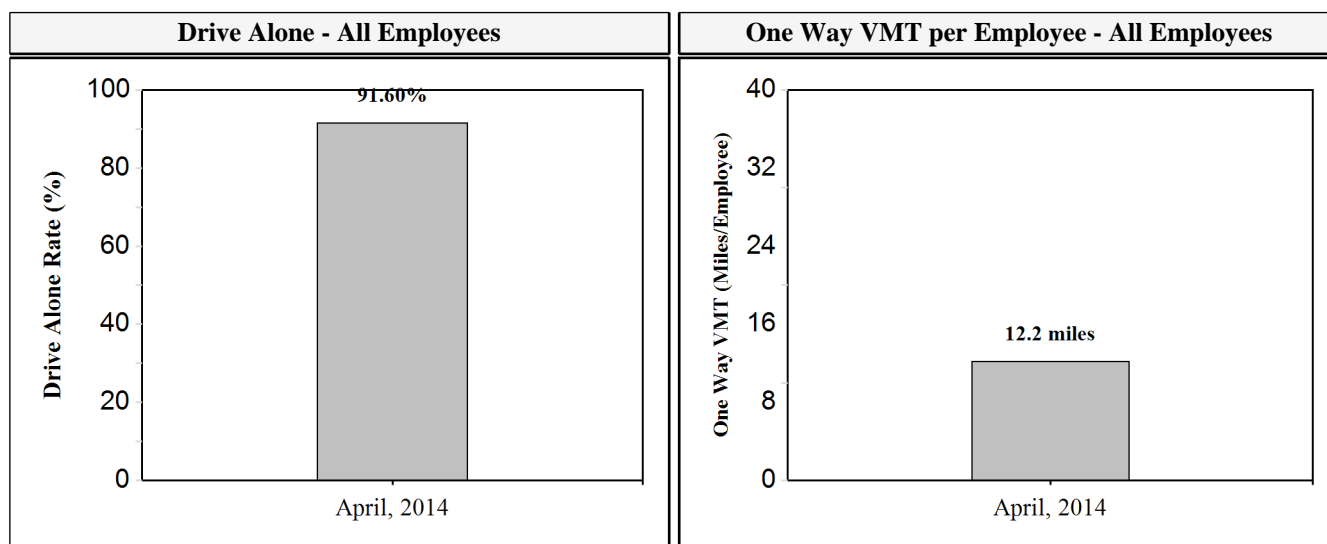 Drive Alone - All Employees
Drive Alone Rate (%)
100
80
60
40
20
0
91.60%
April, 2014
One Way VMT per Employee - All Employees
One Way VMT (Miles/Employee)
40
32
24
16
8
0
12.2 miles
April, 2014